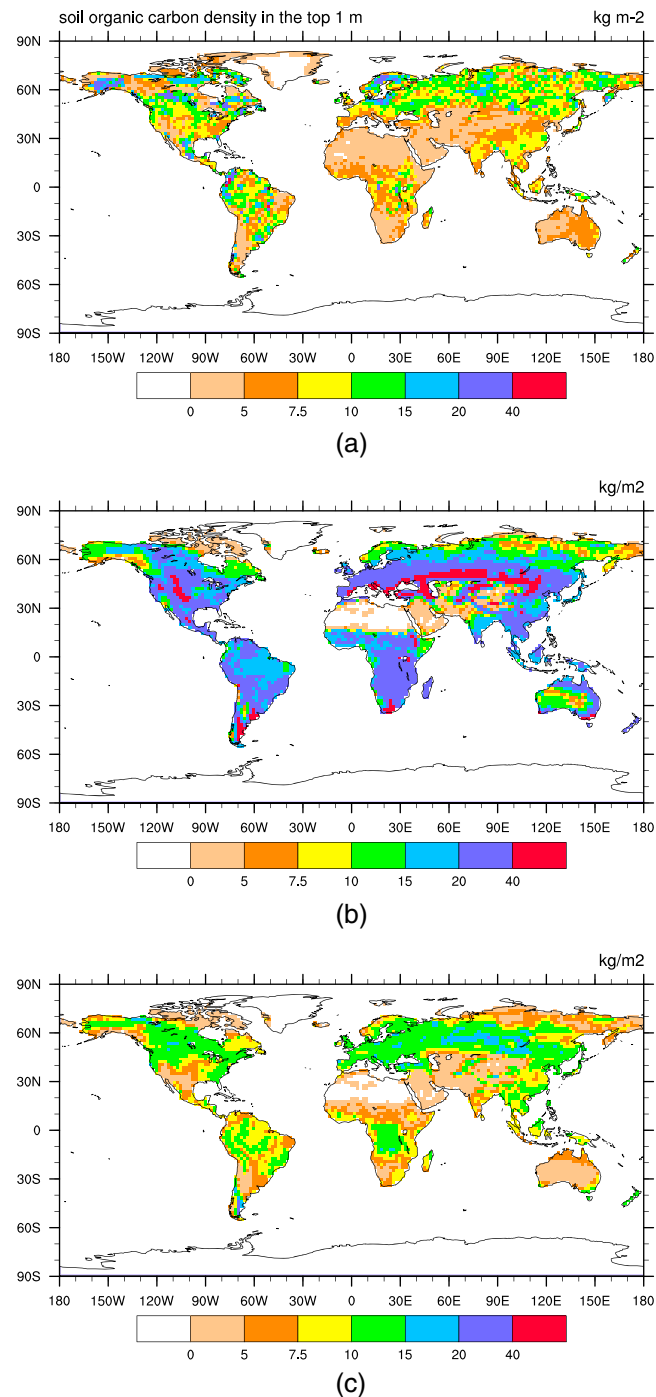 soil organic carbon density in the top 1 m kg m-2
90N
60N
30N
0
30S
60S
90S
180 150W 120W 90W 60W 30W 0 30E 60E 90E 120E 150E 180
0 5 7.5 10 15 20 40
(a)
kg/m2
90N
60N
30N
0
30S
60S
90S
180 150W 120W 90W 60W 30W 0 30E 60E 90E 120E 150E 180
0 5 7.5 10 15 20 40
(b)
kg/m2
90N
60N
30N
0
30S
60S
90S
180 150W 120W 90W 60W 30W 0 30E 60E 90E 120E 150E 180
0 5 7.5 10 15 20 40
(c)